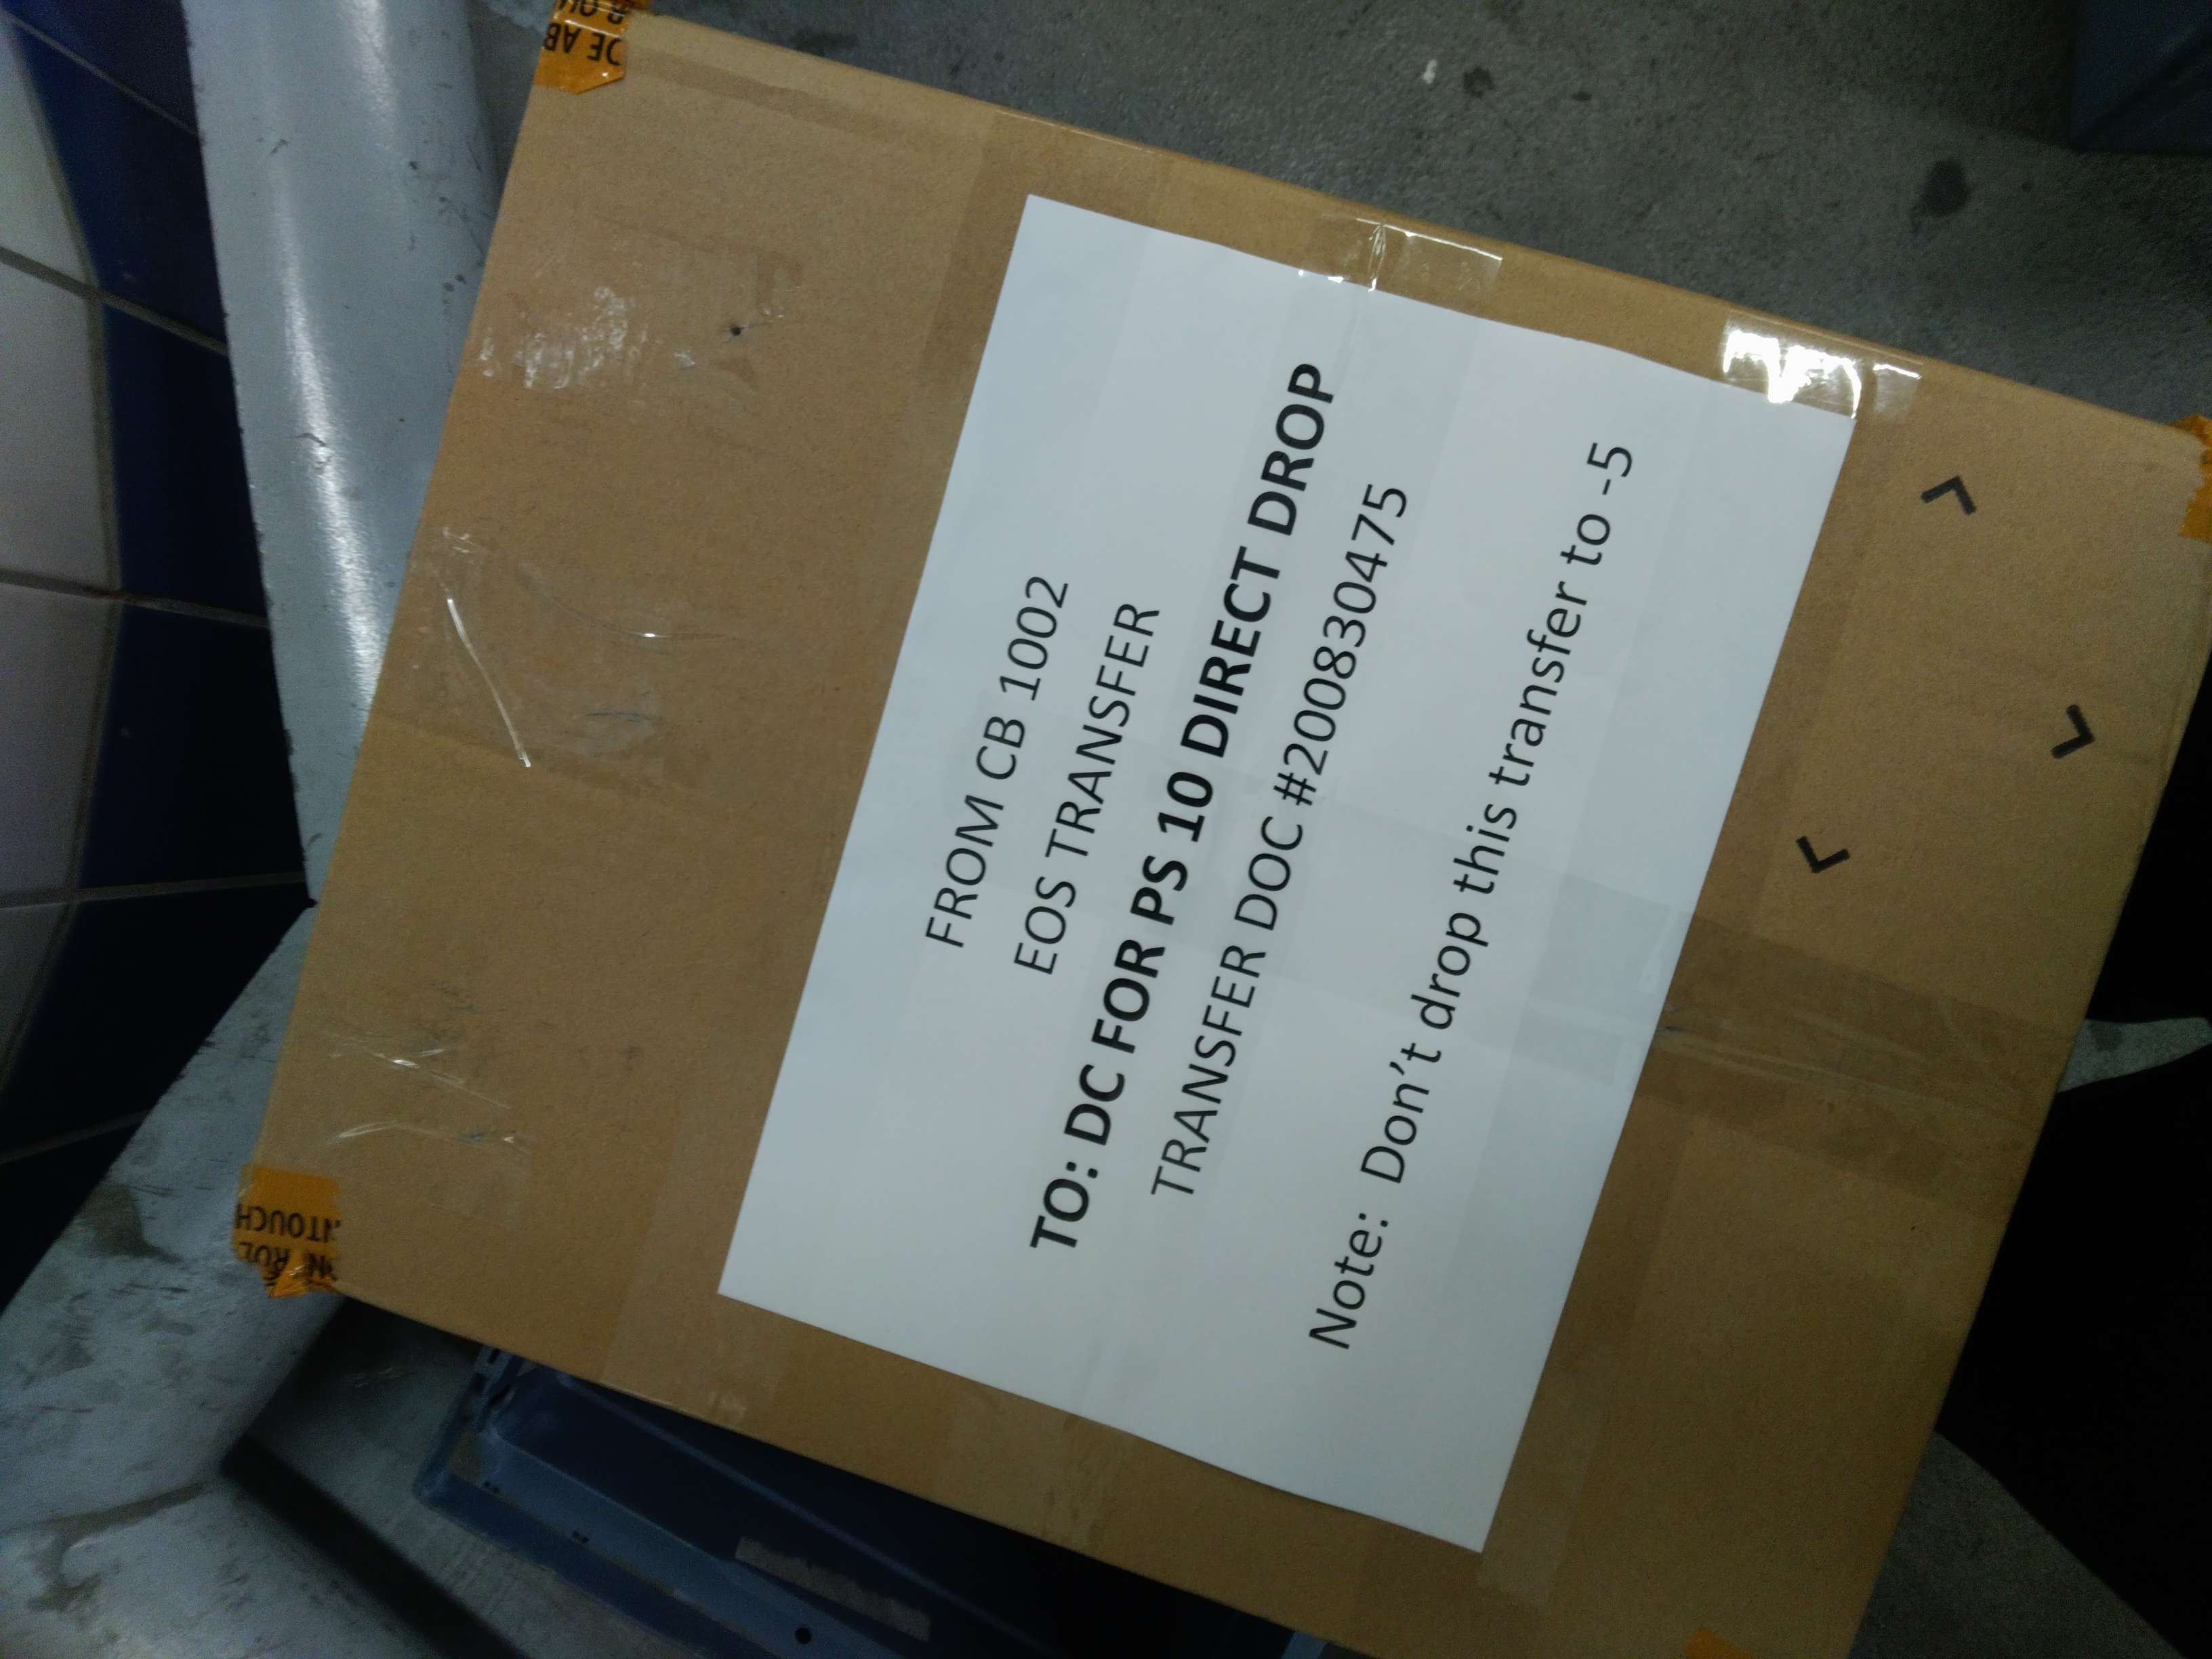 FROM CB 1002
EOS TRANSFER
TO: DC FOR PS 10 DIRECT DROP
TRANSFER DOC #200830475
Note: Don't drop this transfer to -5